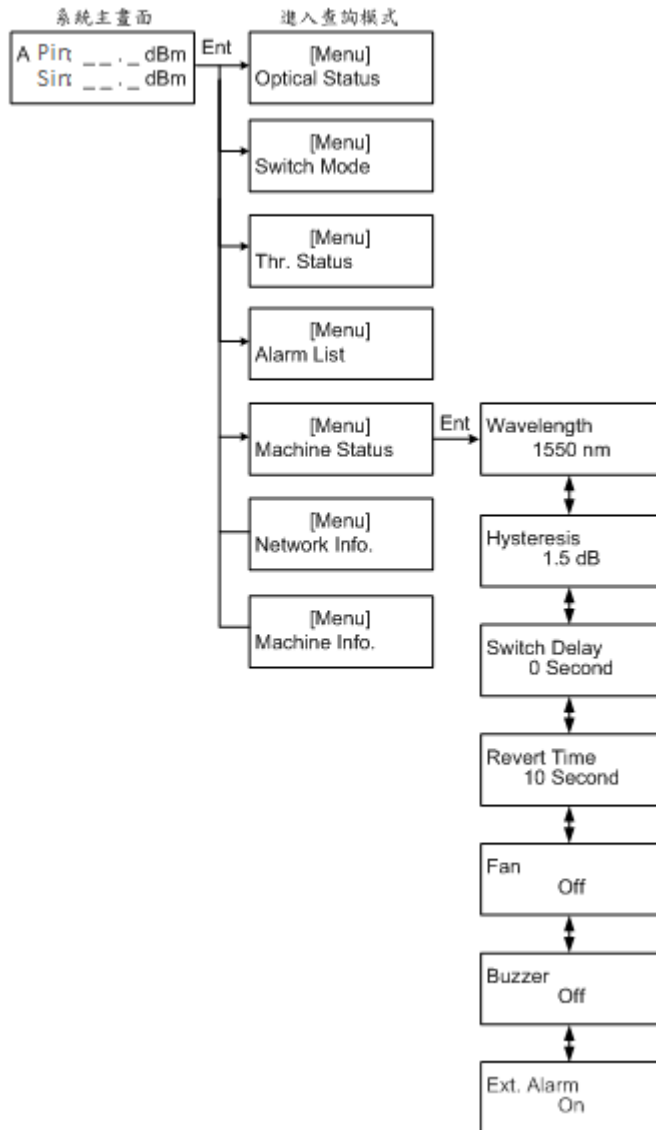 系統主畫面
進入查詢模式
A Pin: _ _ . _ dBm
Sin: _ _ . _ dBm
Ent
[Menu]
Optical Status
[Menu]
Switch Mode
[Menu]
Thr. Status
[Menu]
Alarm List
[Menu]
Machine Status
Ent
Wavelength
1550 nm
Hysteresis
1.5 dB
Switch Delay
0 Second
Revert Time
10 Second
Fan
Off
Buzzer
Off
Ext. Alarm
On
[Menu]
Network Info.
[Menu]
Machine Info.